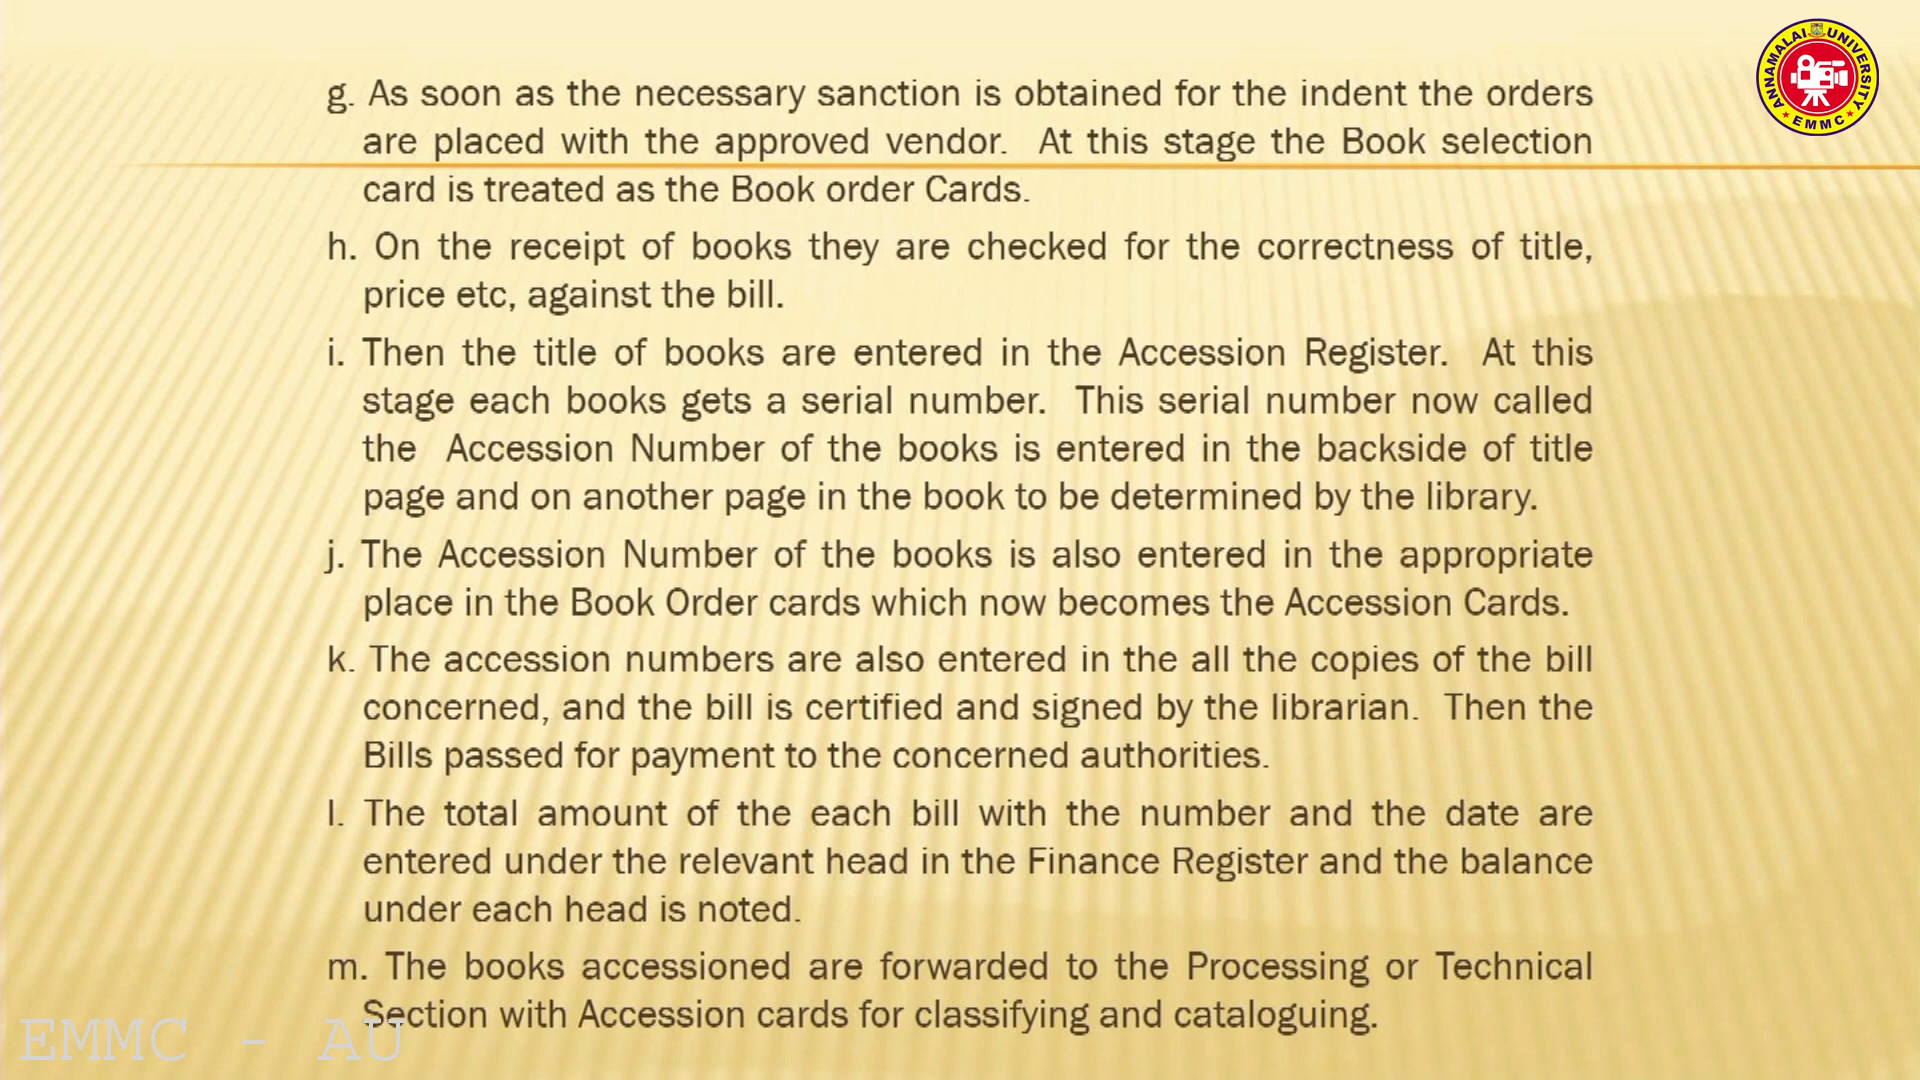 g. As soon as the necessary sanction is obtained for the indent the orders
are placed with the approved vendor. At this stage the Book selection
card is treated as the Book order Cards.
h. On the receipt of books they are checked for the correctness of title,
price etc, against the bill.
i. Then the title of books are entered in the Accession Register. At this
stage each books gets a serial number. This serial number now called
the Accession Number of the books is entered in the backside of title
page and on another page in the book to be determined by the library.
j. The Accession Number of the books is also entered in the appropriate
place in the Book Order cards which now becomes the Accession Cards.
k. The accession numbers are also entered in the all the copies of the bill
concerned, and the bill is certified and signed by the librarian. Then the
Bills passed for payment to the concerned authorities.
l. The total amount of the each bill with the number and the date are
entered under the relevant head in the Finance Register and the balance
under each head is noted.
m. The books accessioned are forwarded to the Processing or Technical
Section with Accession cards for classifying and cataloguing.
ANNAMALAI UNIVERSITY
EMMC
EMMC - AU